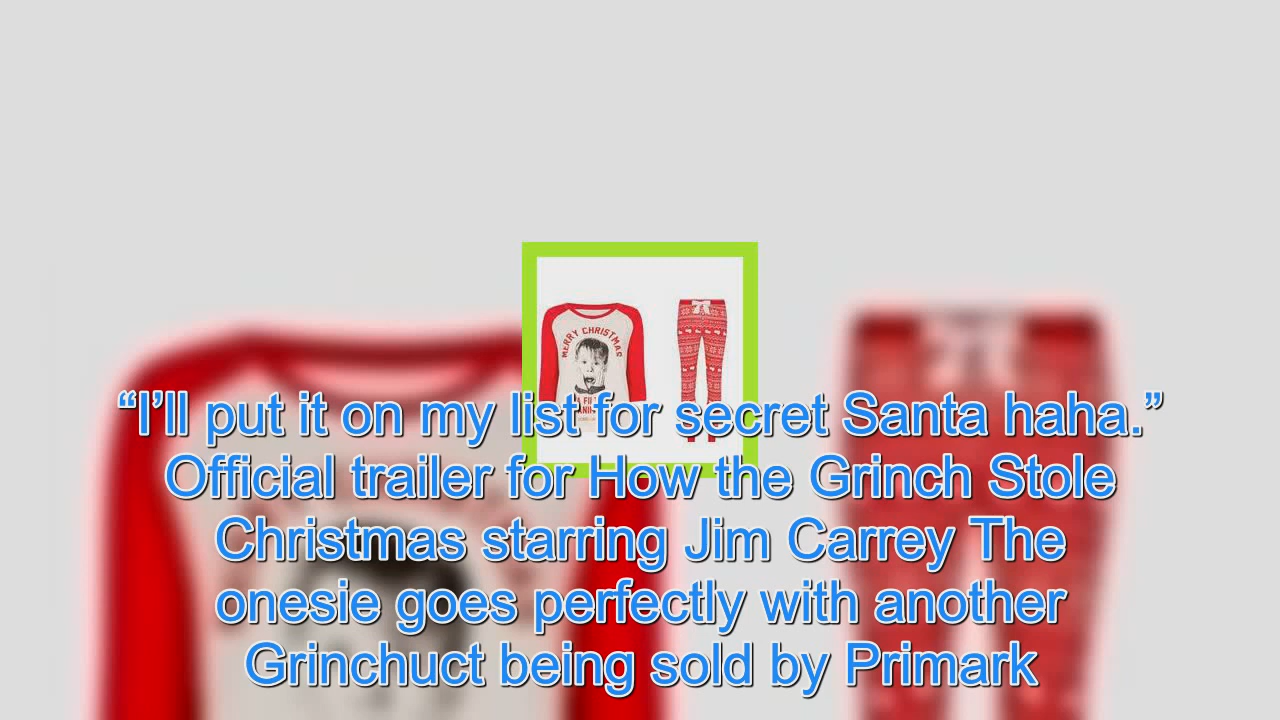 MERRY CHRISTMAS
“I’ll put it on my list for secret Santa haha.”
Official trailer for How the Grinch Stole
Christmas starring Jim Carrey The
onesie goes perfectly with another
Grinchuct being sold by Primark